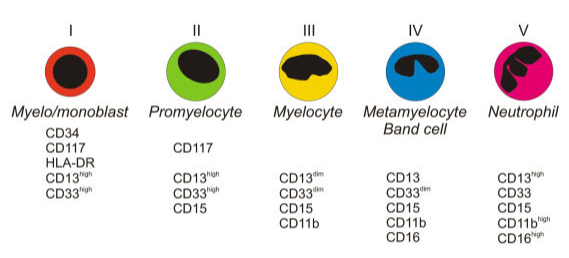 I II III IV V
Myelo/monoblast Promyelocyte Myelocyte Metamyelocyte Neutrophil
Band cell
CD34
CD117 CD117
HLA-DR
CD13high CD13high CD13dim CD13 CD13high
CD33high CD33high CD33dim CD33dim CD33
CD15 CD15 CD15 CD15
CD11b CD11b CD11bhigh
CD16 CD16high